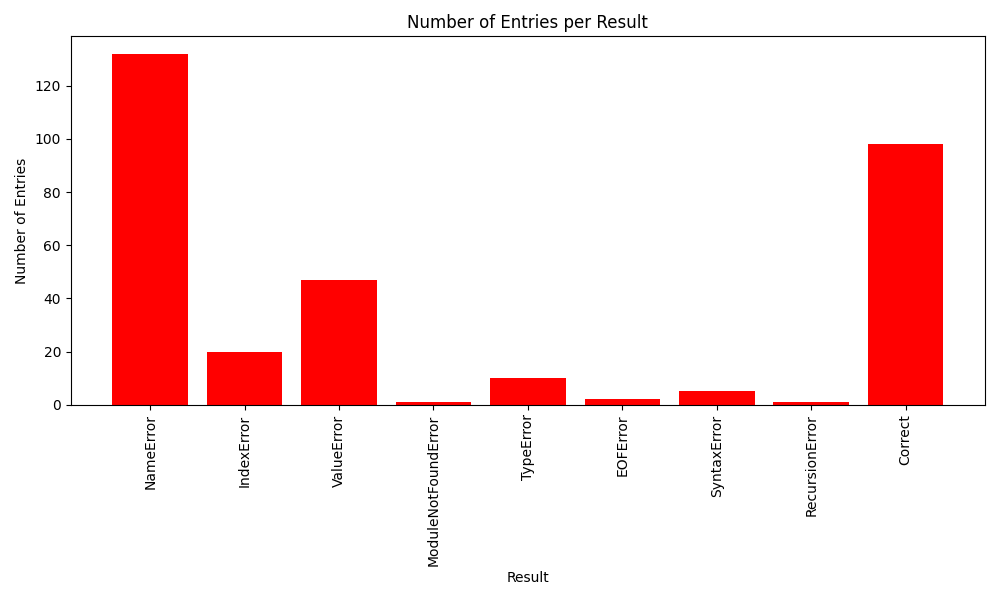 Number of Entries per Result
Number of Entries
120
100
80
60
40
20
0
NameError
IndexError
ValueError
ModuleNotFoundError
TypeError
EOFError
SyntaxError
RecursionError
Correct
Result